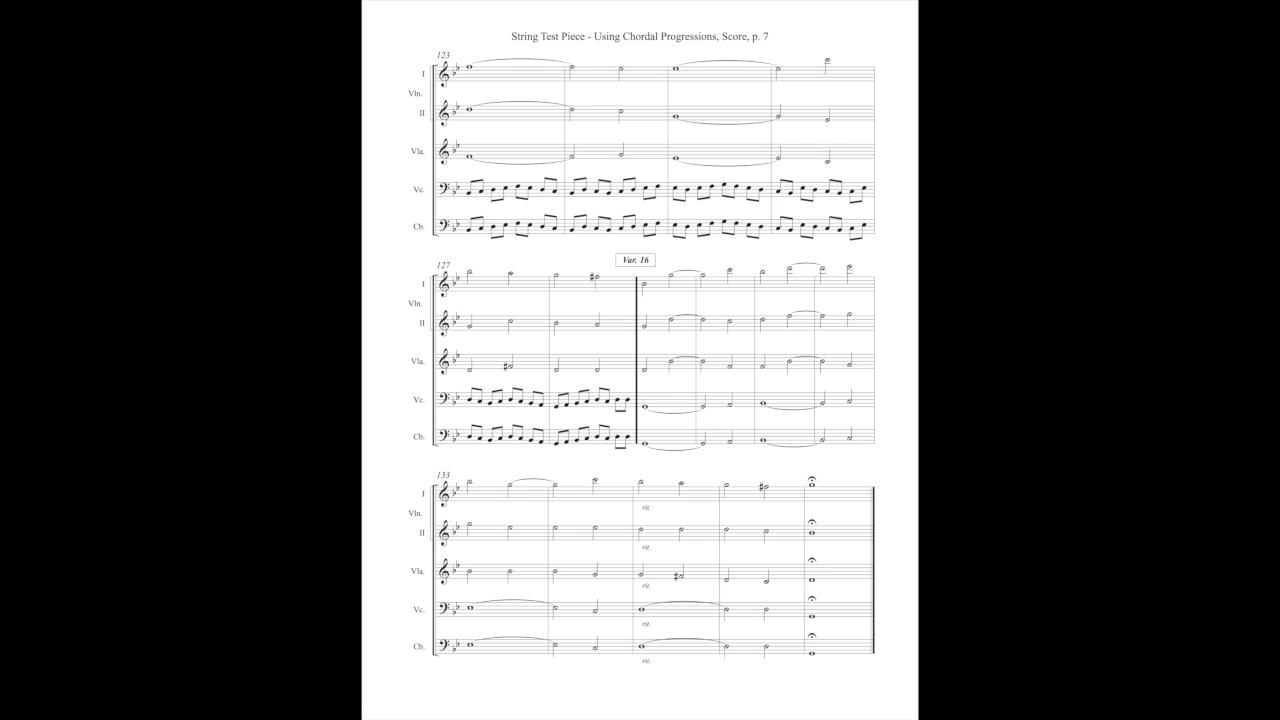 String Test Piece - Using Chordal Progressions, Score, p. 7
123
I
Vln.
II
Vla.
Vc.
Cb.
Var. 16
127
I
Vln.
II
Vla.
Vc.
Cb.
133
I
rit.
Vln.
II
rit.
Vla.
rit.
Vc.
rit.
Cb.
rit.